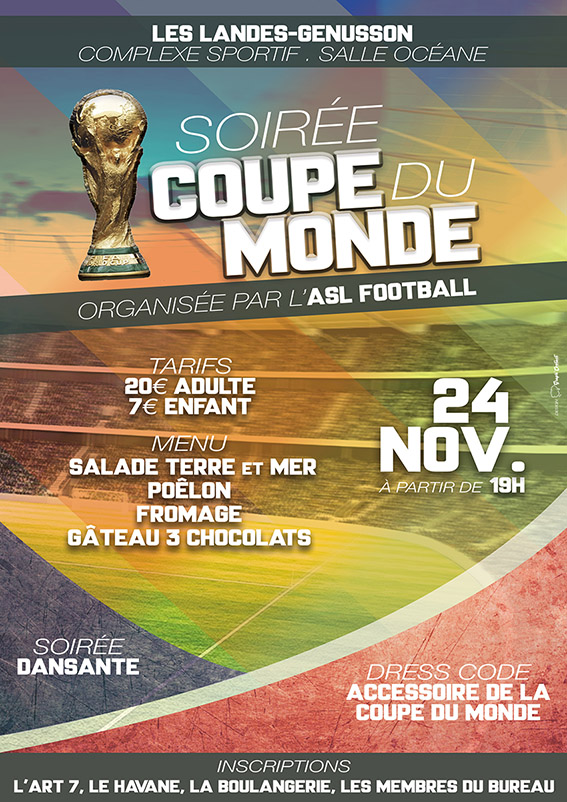 LES LANDES-GENUSSON
COMPLEXE SPORTIF . SALLE OCÉANE
SOIRÉE
COUPE DU
MONDE
ORGANISÉE PAR L'ASL FOOTBALL
TARIFS
20€ ADULTE
7€ ENFANT
MENU
SALADE TERRE ET MER
POÊLON
FROMAGE
GÂTEAU 3 CHOCOLATS
24
NOV.
À PARTIR DE 19H
SOIRÉE
DANSANTE
DRESS CODE
ACCESSOIRE DE LA
COUPE DU MONDE
INSCRIPTIONS
L'ART 7, LE HAVANE, LA BOULANGERIE, LES MEMBRES DU BUREAU